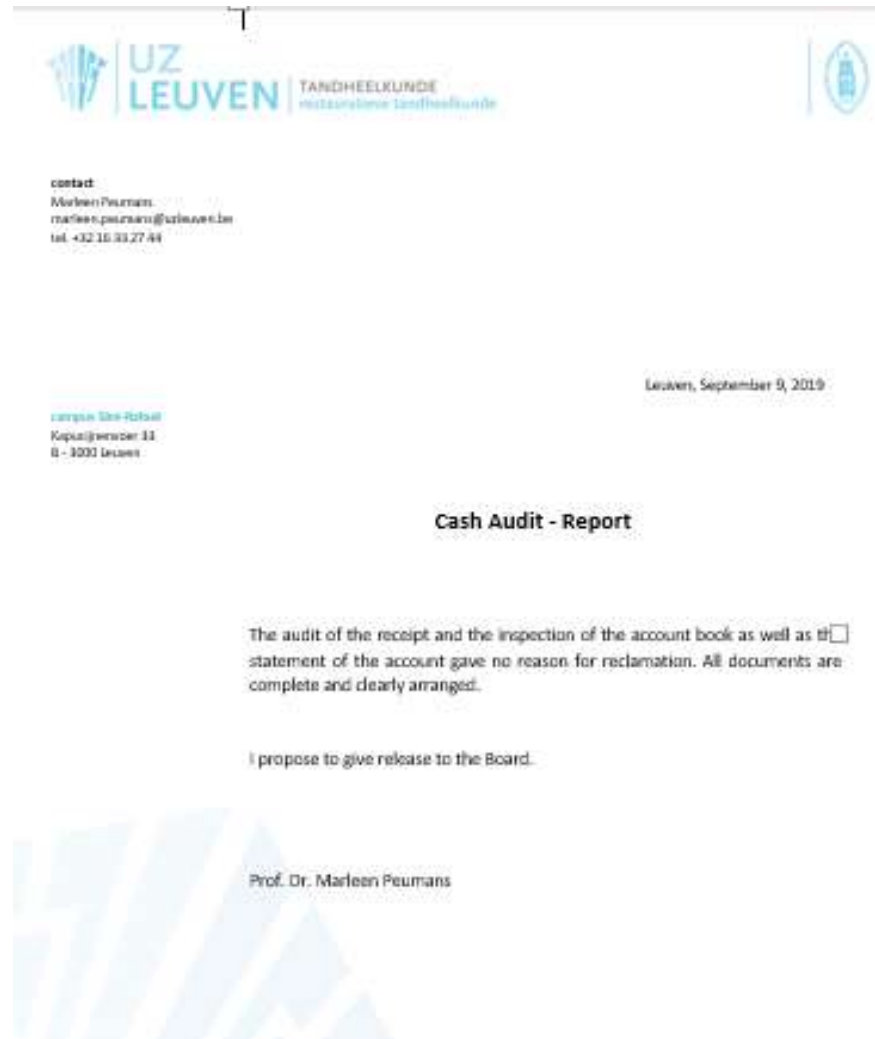 UZ
LEUVEN
TANDHEELKUNDE
restauratieve tandheelkunde
contact
Marleen Peumans
marleen.peumans@uzleuven.be
tel. +32 16 33 27 44
Leuven, September 9, 2019
campus Sint-Rafaël
Kapucijnenvoer 33
B - 3000 Leuven
Cash Audit - Report
The audit of the receipt and the inspection of the account book as well as th
statement of the account gave no reason for reclamation. All documents are
complete and clearly arranged.
I propose to give release to the Board.
Prof. Dr. Marleen Peumans